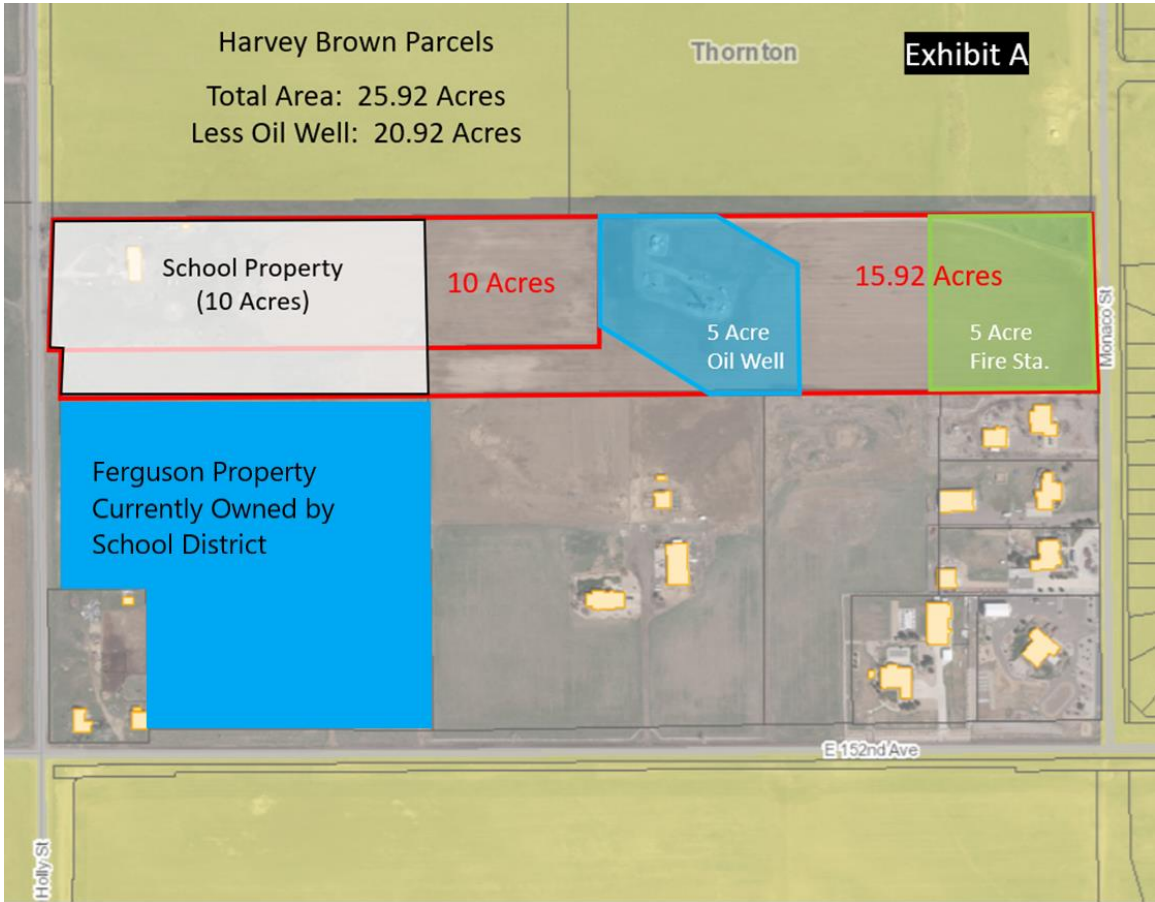 Harvey Brown Parcels
Total Area: 25.92 Acres
Less Oil Well: 20.92 Acres
Thornton
Exhibit A
School Property
(10 Acres)
10 Acres
5 Acre
Oil Well
15.92 Acres
5 Acre
Fire Sta.
Monaco St
Ferguson Property
Currently Owned by
School District
E 152nd Ave
Holly St